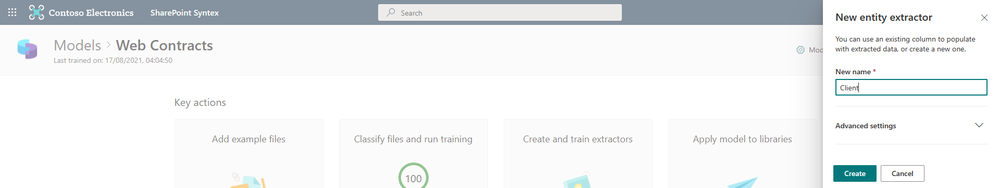 Contoso Electronics
SharePoint Syntex
Search
Models > Web Contracts
Last trained on: 17/08/2021, 04:04:50
Key actions
Add example files
Classify files and run training
100
Create and train extractors
Apply model to libraries
New entity extractor
You can use an existing column to populate
with extracted data, or create a new one.
New name *
Client
Advanced settings
Create
Cancel